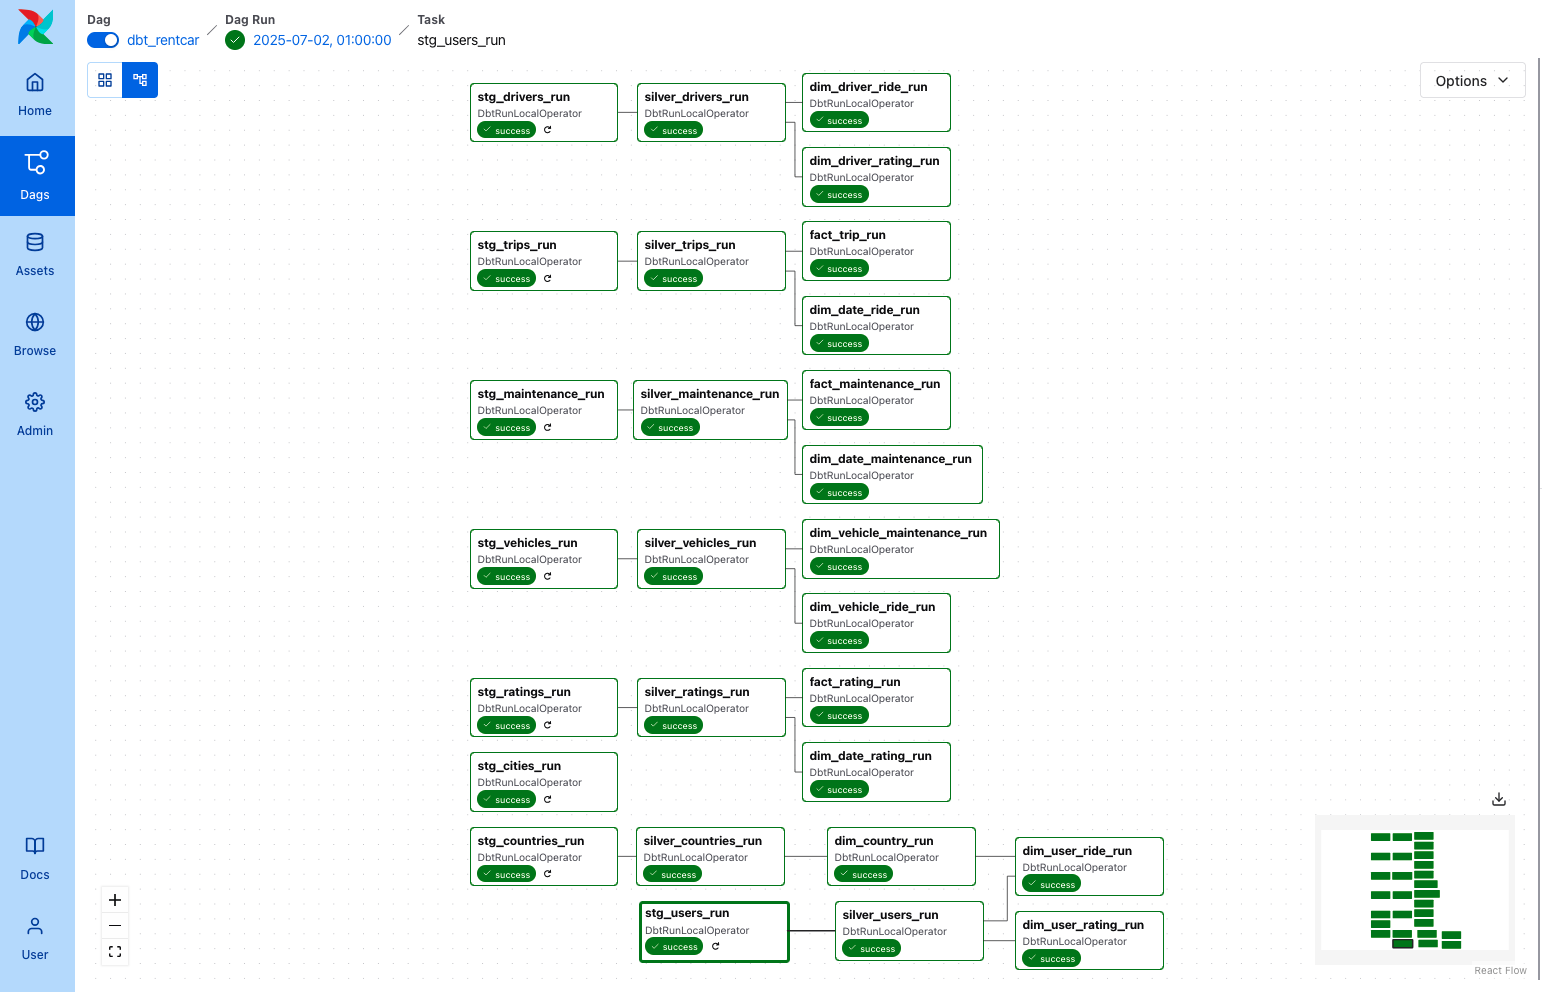 Dag
dbt_rentcar
Dag Run
2025-07-02, 01:00:00
Task
stg_users_run
Home
Dags
Assets
Browse
Admin
Docs
User
Options
stg_drivers_run
DbtRunLocalOperator
success
silver_drivers_run
DbtRunLocalOperator
success
dim_driver_ride_run
DbtRunLocalOperator
success
dim_driver_rating_run
DbtRunLocalOperator
success
stg_trips_run
DbtRunLocalOperator
success
silver_trips_run
DbtRunLocalOperator
success
fact_trip_run
DbtRunLocalOperator
success
dim_date_ride_run
DbtRunLocalOperator
success
stg_maintenance_run
DbtRunLocalOperator
success
silver_maintenance_run
DbtRunLocalOperator
success
fact_maintenance_run
DbtRunLocalOperator
success
dim_date_maintenance_run
DbtRunLocalOperator
success
stg_vehicles_run
DbtRunLocalOperator
success
silver_vehicles_run
DbtRunLocalOperator
success
dim_vehicle_maintenance_run
DbtRunLocalOperator
success
dim_vehicle_ride_run
DbtRunLocalOperator
success
stg_ratings_run
DbtRunLocalOperator
success
silver_ratings_run
DbtRunLocalOperator
success
fact_rating_run
DbtRunLocalOperator
success
stg_cities_run
DbtRunLocalOperator
success
dim_date_rating_run
DbtRunLocalOperator
success
stg_countries_run
DbtRunLocalOperator
success
silver_countries_run
DbtRunLocalOperator
success
dim_country_run
DbtRunLocalOperator
success
dim_user_ride_run
DbtRunLocalOperator
success
stg_users_run
DbtRunLocalOperator
success
silver_users_run
DbtRunLocalOperator
success
dim_user_rating_run
DbtRunLocalOperator
success
React Flow